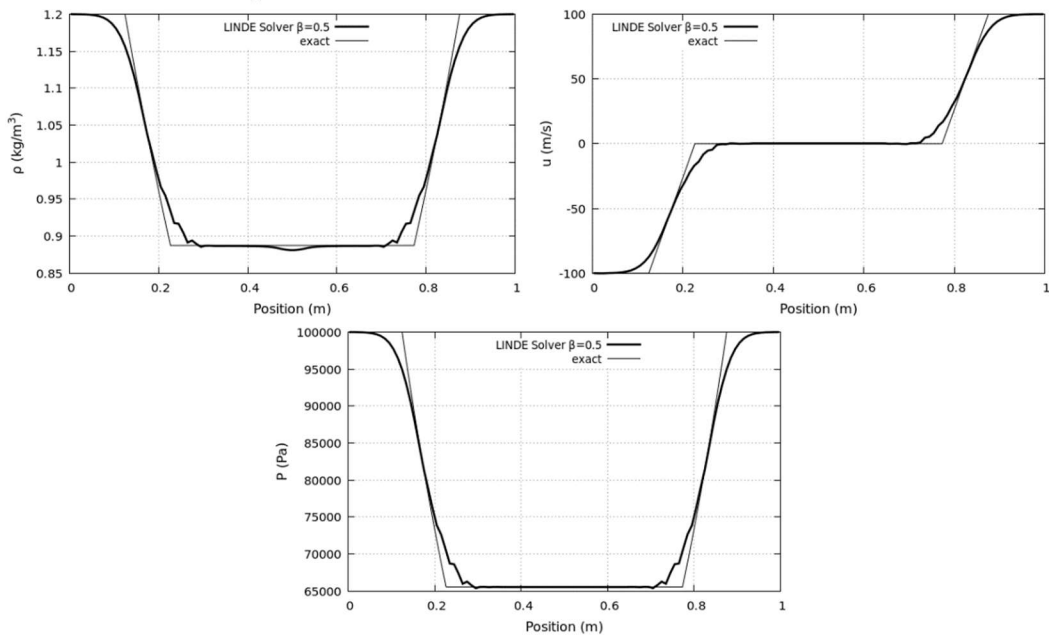 LINDE Solver β=0.5
exact
ρ (kg/m³)
1.2
1.15
1.1
1.05
1
0.95
0.9
0.85
0 0.2 0.4 0.6 0.8 1
Position (m)
LINDE Solver β=0.5
exact
u (m/s)
100
50
0
-50
-100
0 0.2 0.4 0.6 0.8 1
Position (m)
LINDE Solver β=0.5
exact
P (Pa)
100000
95000
90000
85000
80000
75000
70000
65000
0 0.2 0.4 0.6 0.8 1
Position (m)